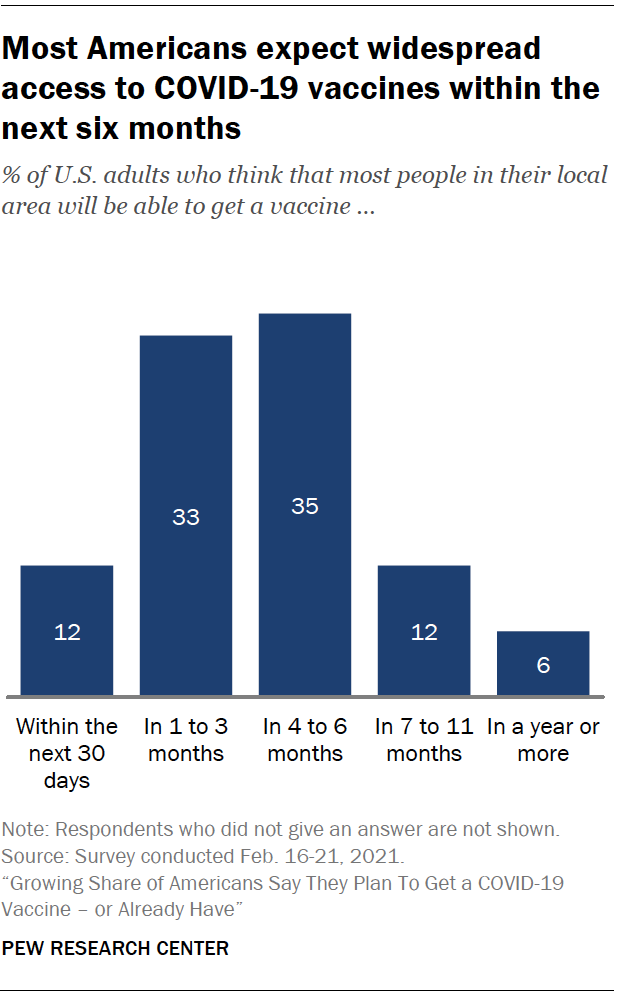 Most Americans expect widespread
access to COVID-19 vaccines within the
next six months
% of U.S. adults who think that most people in their local
area will be able to get a vaccine ...
12
33
35
12
6
Within the
next 30
days
In 1 to 3
months
In 4 to 6
months
In 7 to 11
months
In a year or
more
Note: Respondents who did not give an answer are not shown.
Source: Survey conducted Feb. 16-21, 2021.
“Growing Share of Americans Say They Plan To Get a COVID-19
Vaccine – or Already Have”
PEW RESEARCH CENTER